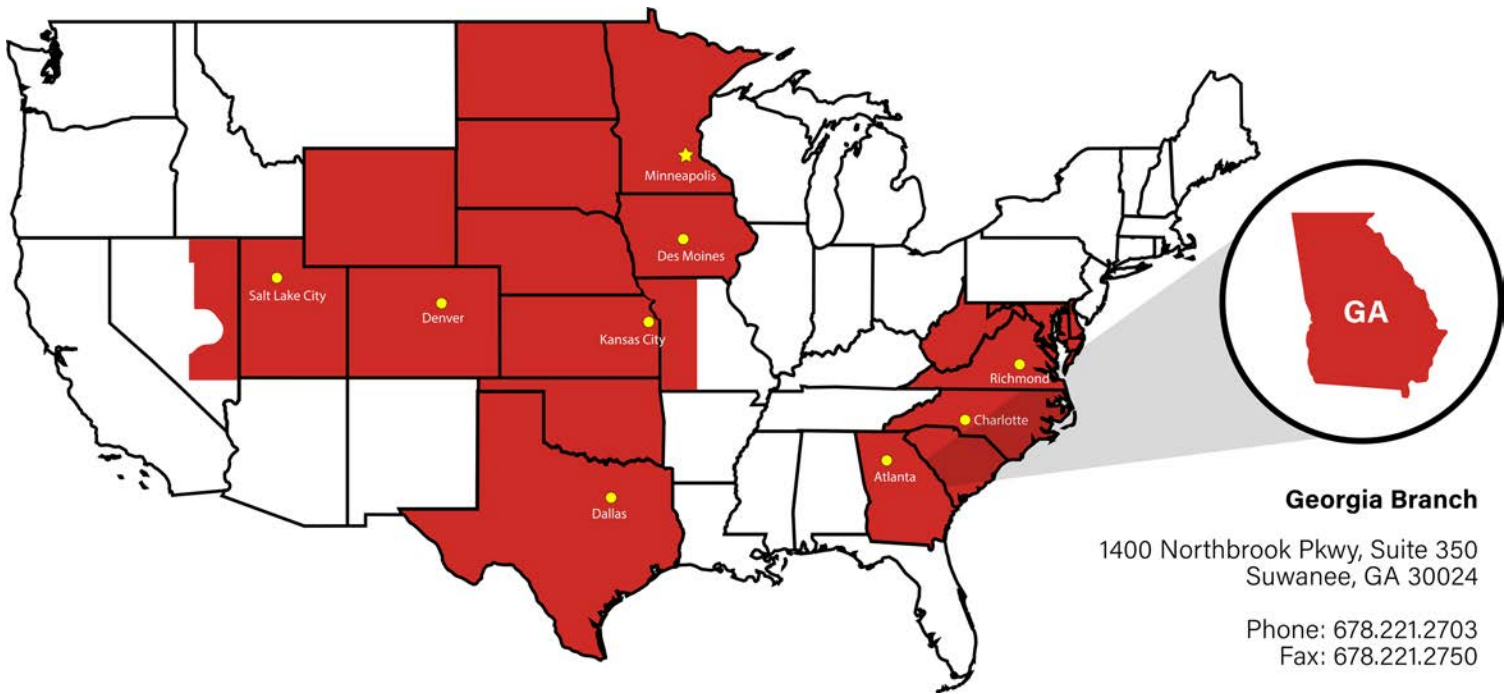 Minneapolis
Des Moines
Salt Lake City
Denver
Kansas City
Richmond
Charlotte
Atlanta
Dallas
GA
Georgia Branch
1400 Northbrook Pkwy, Suite 350
Suwanee, GA 30024
Phone: 678.221.2703
Fax: 678.221.2750